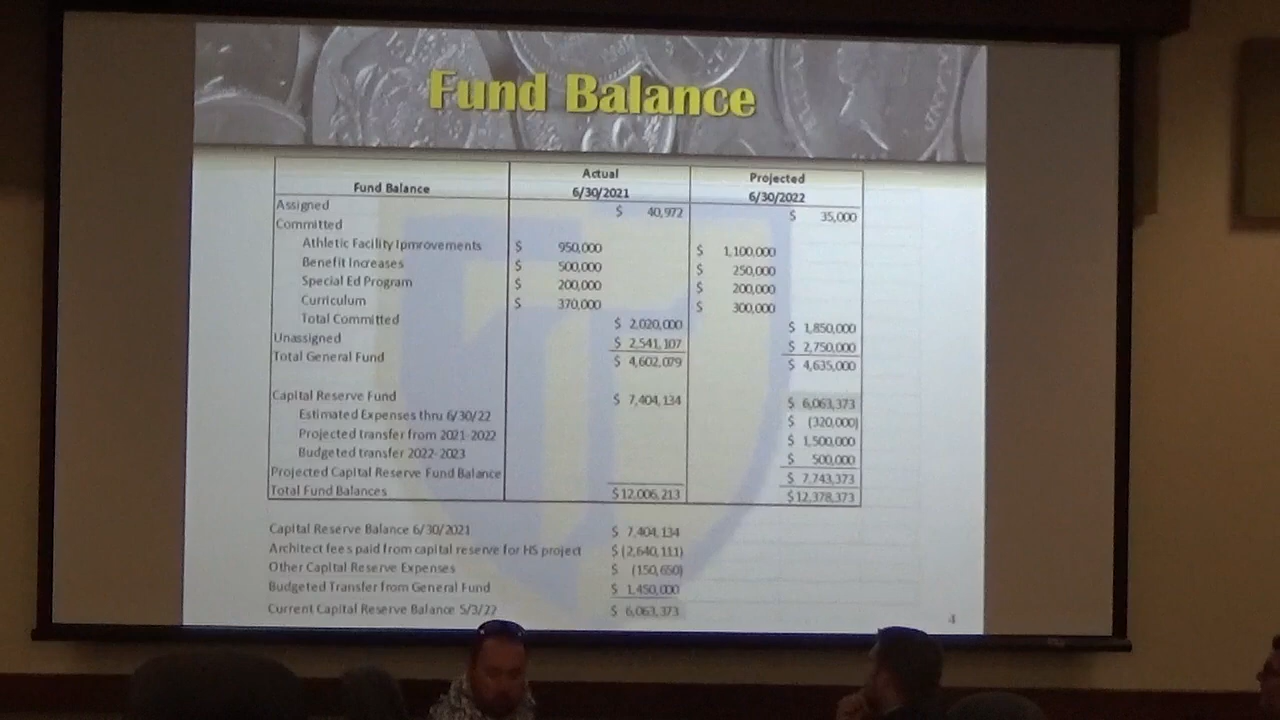 Fund Balance
Fund Balance Actual 6/30/2021 Projected 6/30/2022
Assigned $ 40,972 $ 35,000
Committed
Athletic Facility Ipmrovements $ 950,000 $ 1,100,000
Benefit Increases $ 500,000 $ 250,000
Special Ed Program $ 200,000 $ 200,000
Curriculum $ 370,000 $ 300,000
Total Committed $ 2,020,000 $ 1,850,000
Unassigned $ 2,541,107 $ 2,750,000
Total General Fund $ 4,602,079 $ 4,635,000
Capital Reserve Fund $ 7,404,134 $ 6,063,373
Estimated Expenses thru 6/30/22 $ (320,000)
Projected transfer from 2021-2022 $ 1,500,000
Budgeted transfer 2022-2023 $ 500,000
Projected Capital Reserve Fund Balance $ 7,743,373
Total Fund Balances $12,006,213 $12,378,373
Capital Reserve Balance 6/30/2021 $ 7,404,134
Architect fees paid from capital reserve for HS project $ (2,640,111)
Other Capital Reserve Expenses $ (150,650)
Budgeted Transfer from General Fund $ 1,450,000
Current Capital Reserve Balance 5/3/22 $ 6,063,373
4